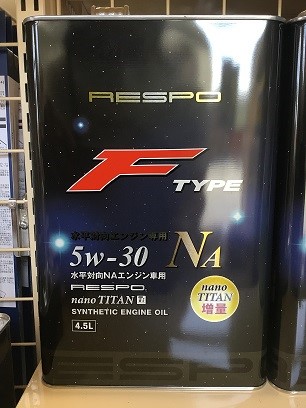 RESPO
F TYPE
水平対向エンジン専用
5w-30 NA
水平対向NAエンジン車用
RESPO
nano TITAN Ti
SYNTHETIC ENGINE OIL
4.5L
nano
TITAN
増量
RESPO